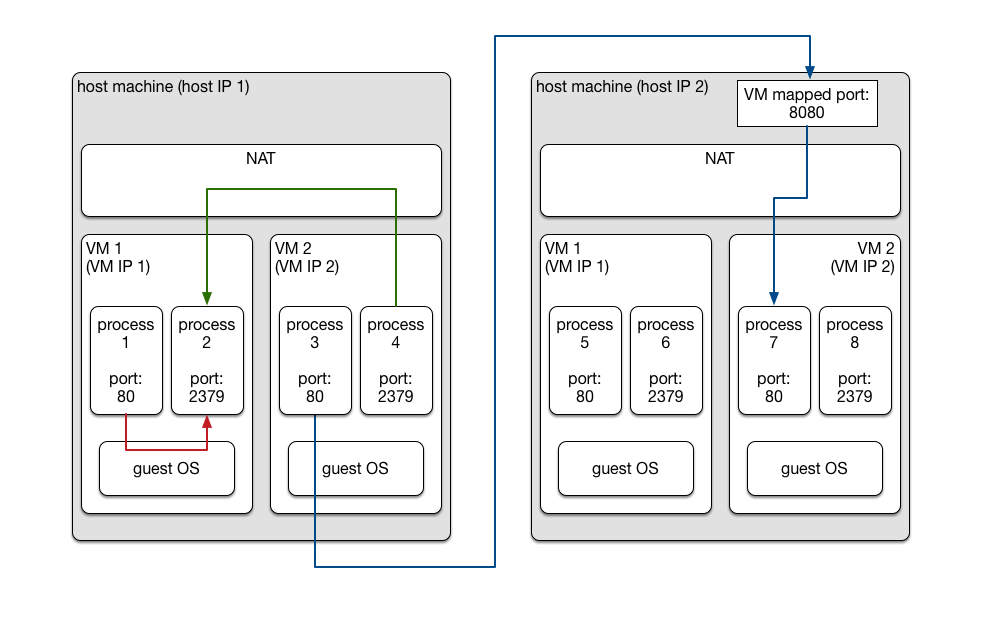 host machine (host IP 1)
NAT
VM 1
(VM IP 1)
process
1
port:
80
process
2
port:
2379
guest OS
VM 2
(VM IP 2)
process
3
port:
80
process
4
port:
2379
guest OS
host machine (host IP 2)
VM mapped port:
8080
NAT
VM 1
(VM IP 1)
process
5
port:
80
process
6
port:
2379
guest OS
VM 2
(VM IP 2)
process
7
port:
80
process
8
port:
2379
guest OS